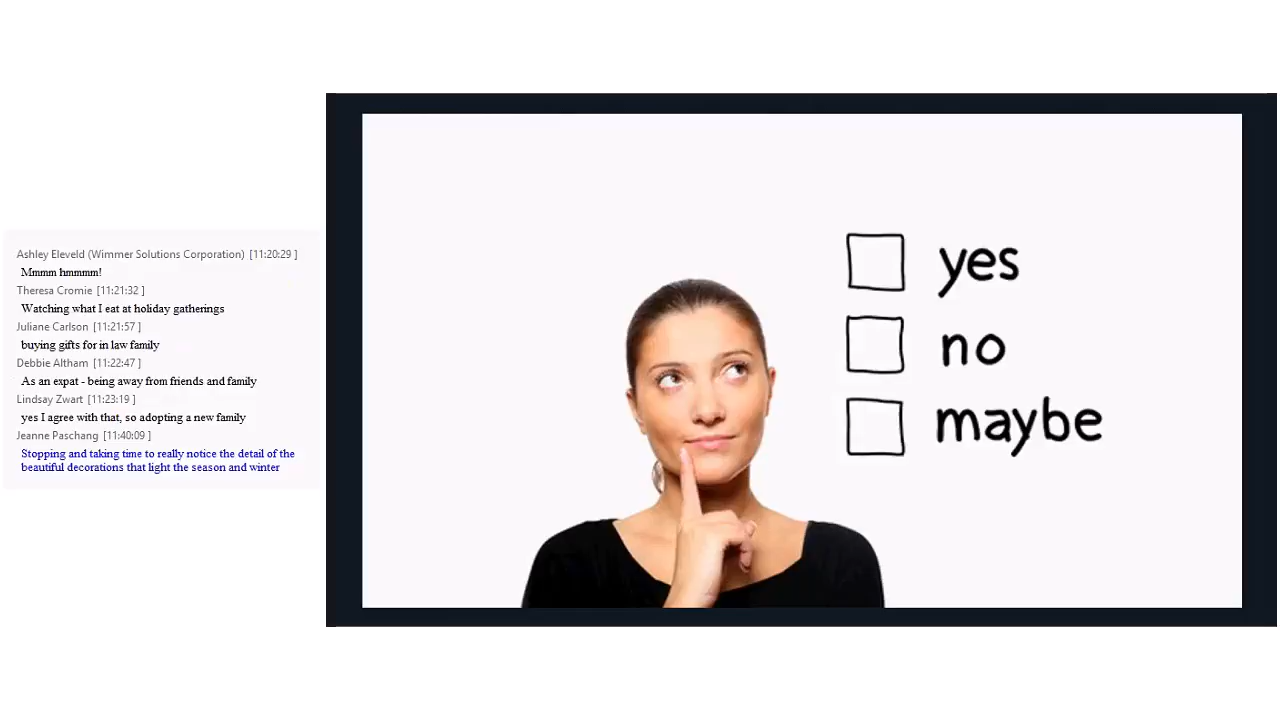 Ashley Eleveld (Wimmer Solutions Corporation) [11:20:29 ]
Mmmm hmmmm!
Theresa Cromie [11:21:32 ]
Watching what I eat at holiday gatherings
Juliane Carlson [11:21:57 ]
buying gifts for in law family
Debbie Altham [11:22:47 ]
As an expat - being away from friends and family
Lindsay Zwart [11:23:19 ]
yes I agree with that, so adopting a new family
Jeanne Paschang [11:40:09 ]
Stopping and taking time to really notice the detail of the
beautiful decorations that light the season and winter
yes
no
maybe